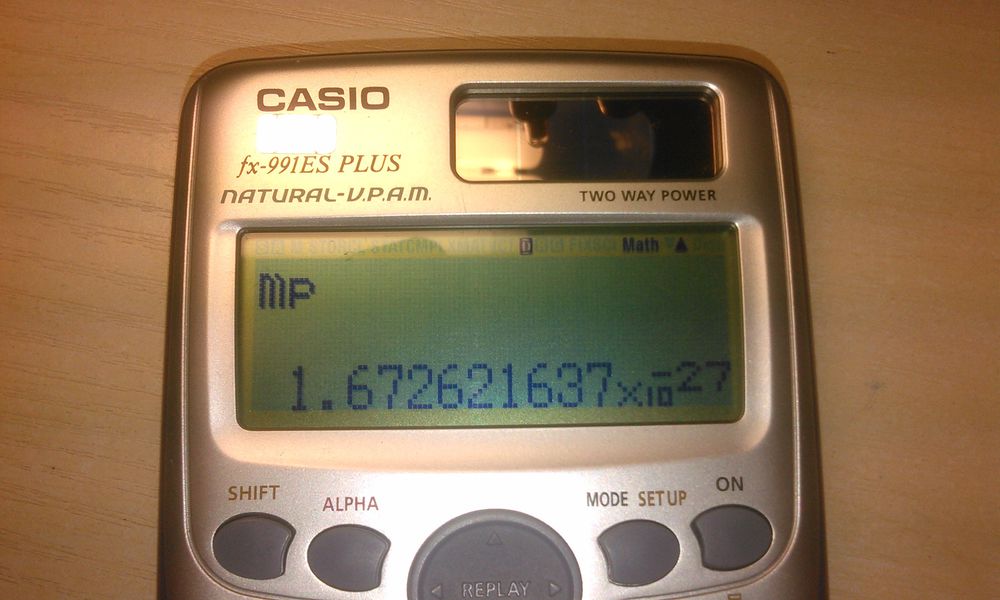 CASIO
fx-991ES PLUS
NATURAL-V.P.A.M.
TWO WAY POWER
D Math ▲
mp
1.672621637×10⁻²⁷
SHIFT
ALPHA
MODE SETUP
ON
REPLAY